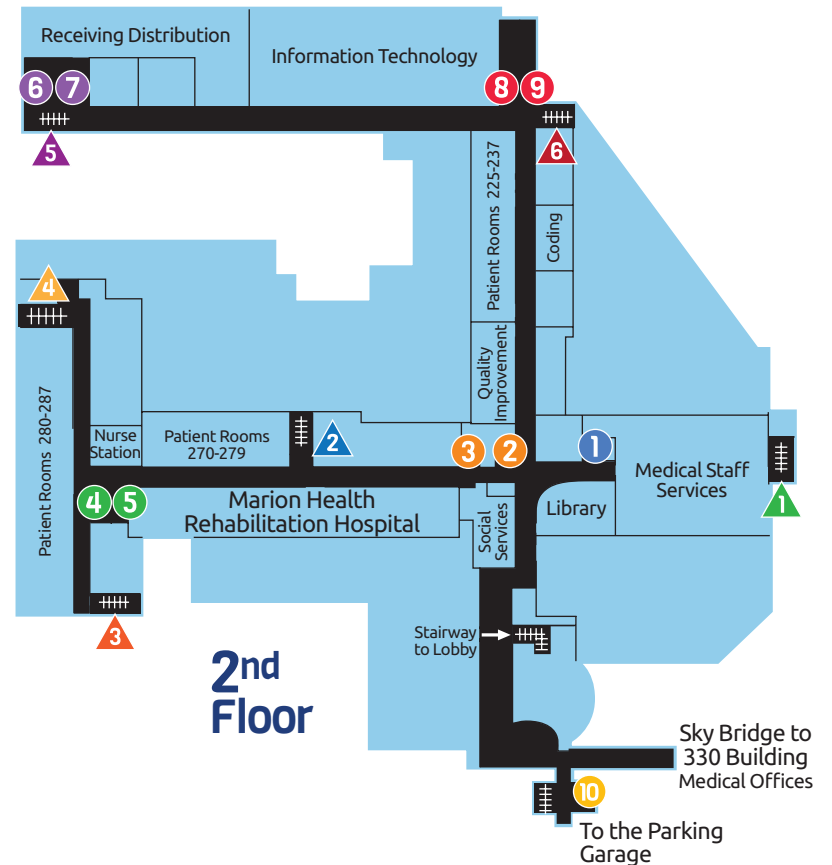 Receiving Distribution
Information Technology
6
7
8
9
5
6
Patient Rooms 225-237
Coding
4
Quality
Improvement
Patient Rooms 280-287
Nurse
Station
Patient Rooms
270-279
2
3
2
1
Medical Staff
Services
1
4
5
Marion Health
Rehabilitation Hospital
Social
Services
Library
3
Stairway
to Lobby
2nd
Floor
Sky Bridge to
330 Building
Medical Offices
10
To the Parking
Garage